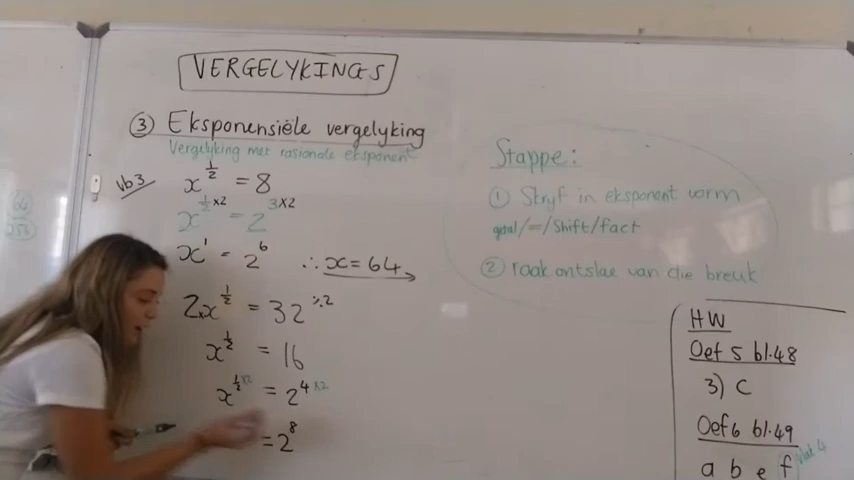 VERGELYKINGS
③ Eksponensiële vergelyking
Vergelyking met rasionale eksponent
vb3 x^½ = 8
x^½×2 = 2^3×2
x^1 = 2^6 ∴ x = 64
2×x^½ = 32 ÷2
x^½ = 16
x^½×2 = 2^4×2
= 2^8
Stappe:
① Skryf in eksponent vorm
getal/=/Shift/fact
② raak ontslae van die breuk
HW
Oef 5 bl.48
3) c
Oef 6 bl.49
a b e f